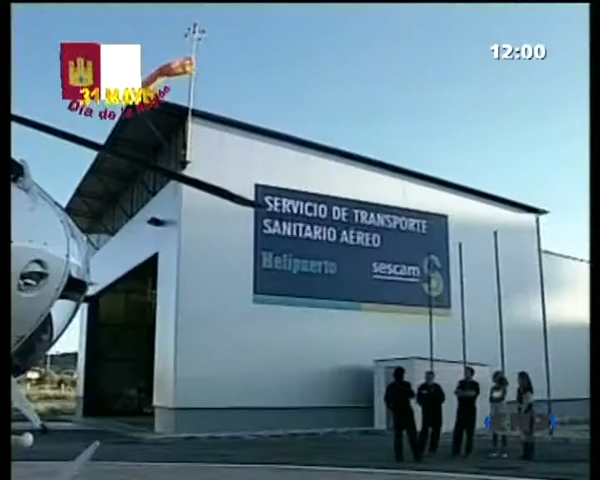 31 MAYO
Día de la Región
12:00
SERVICIO DE TRANSPORTE
SANITARIO AÉREO
Helipuerto
sescam